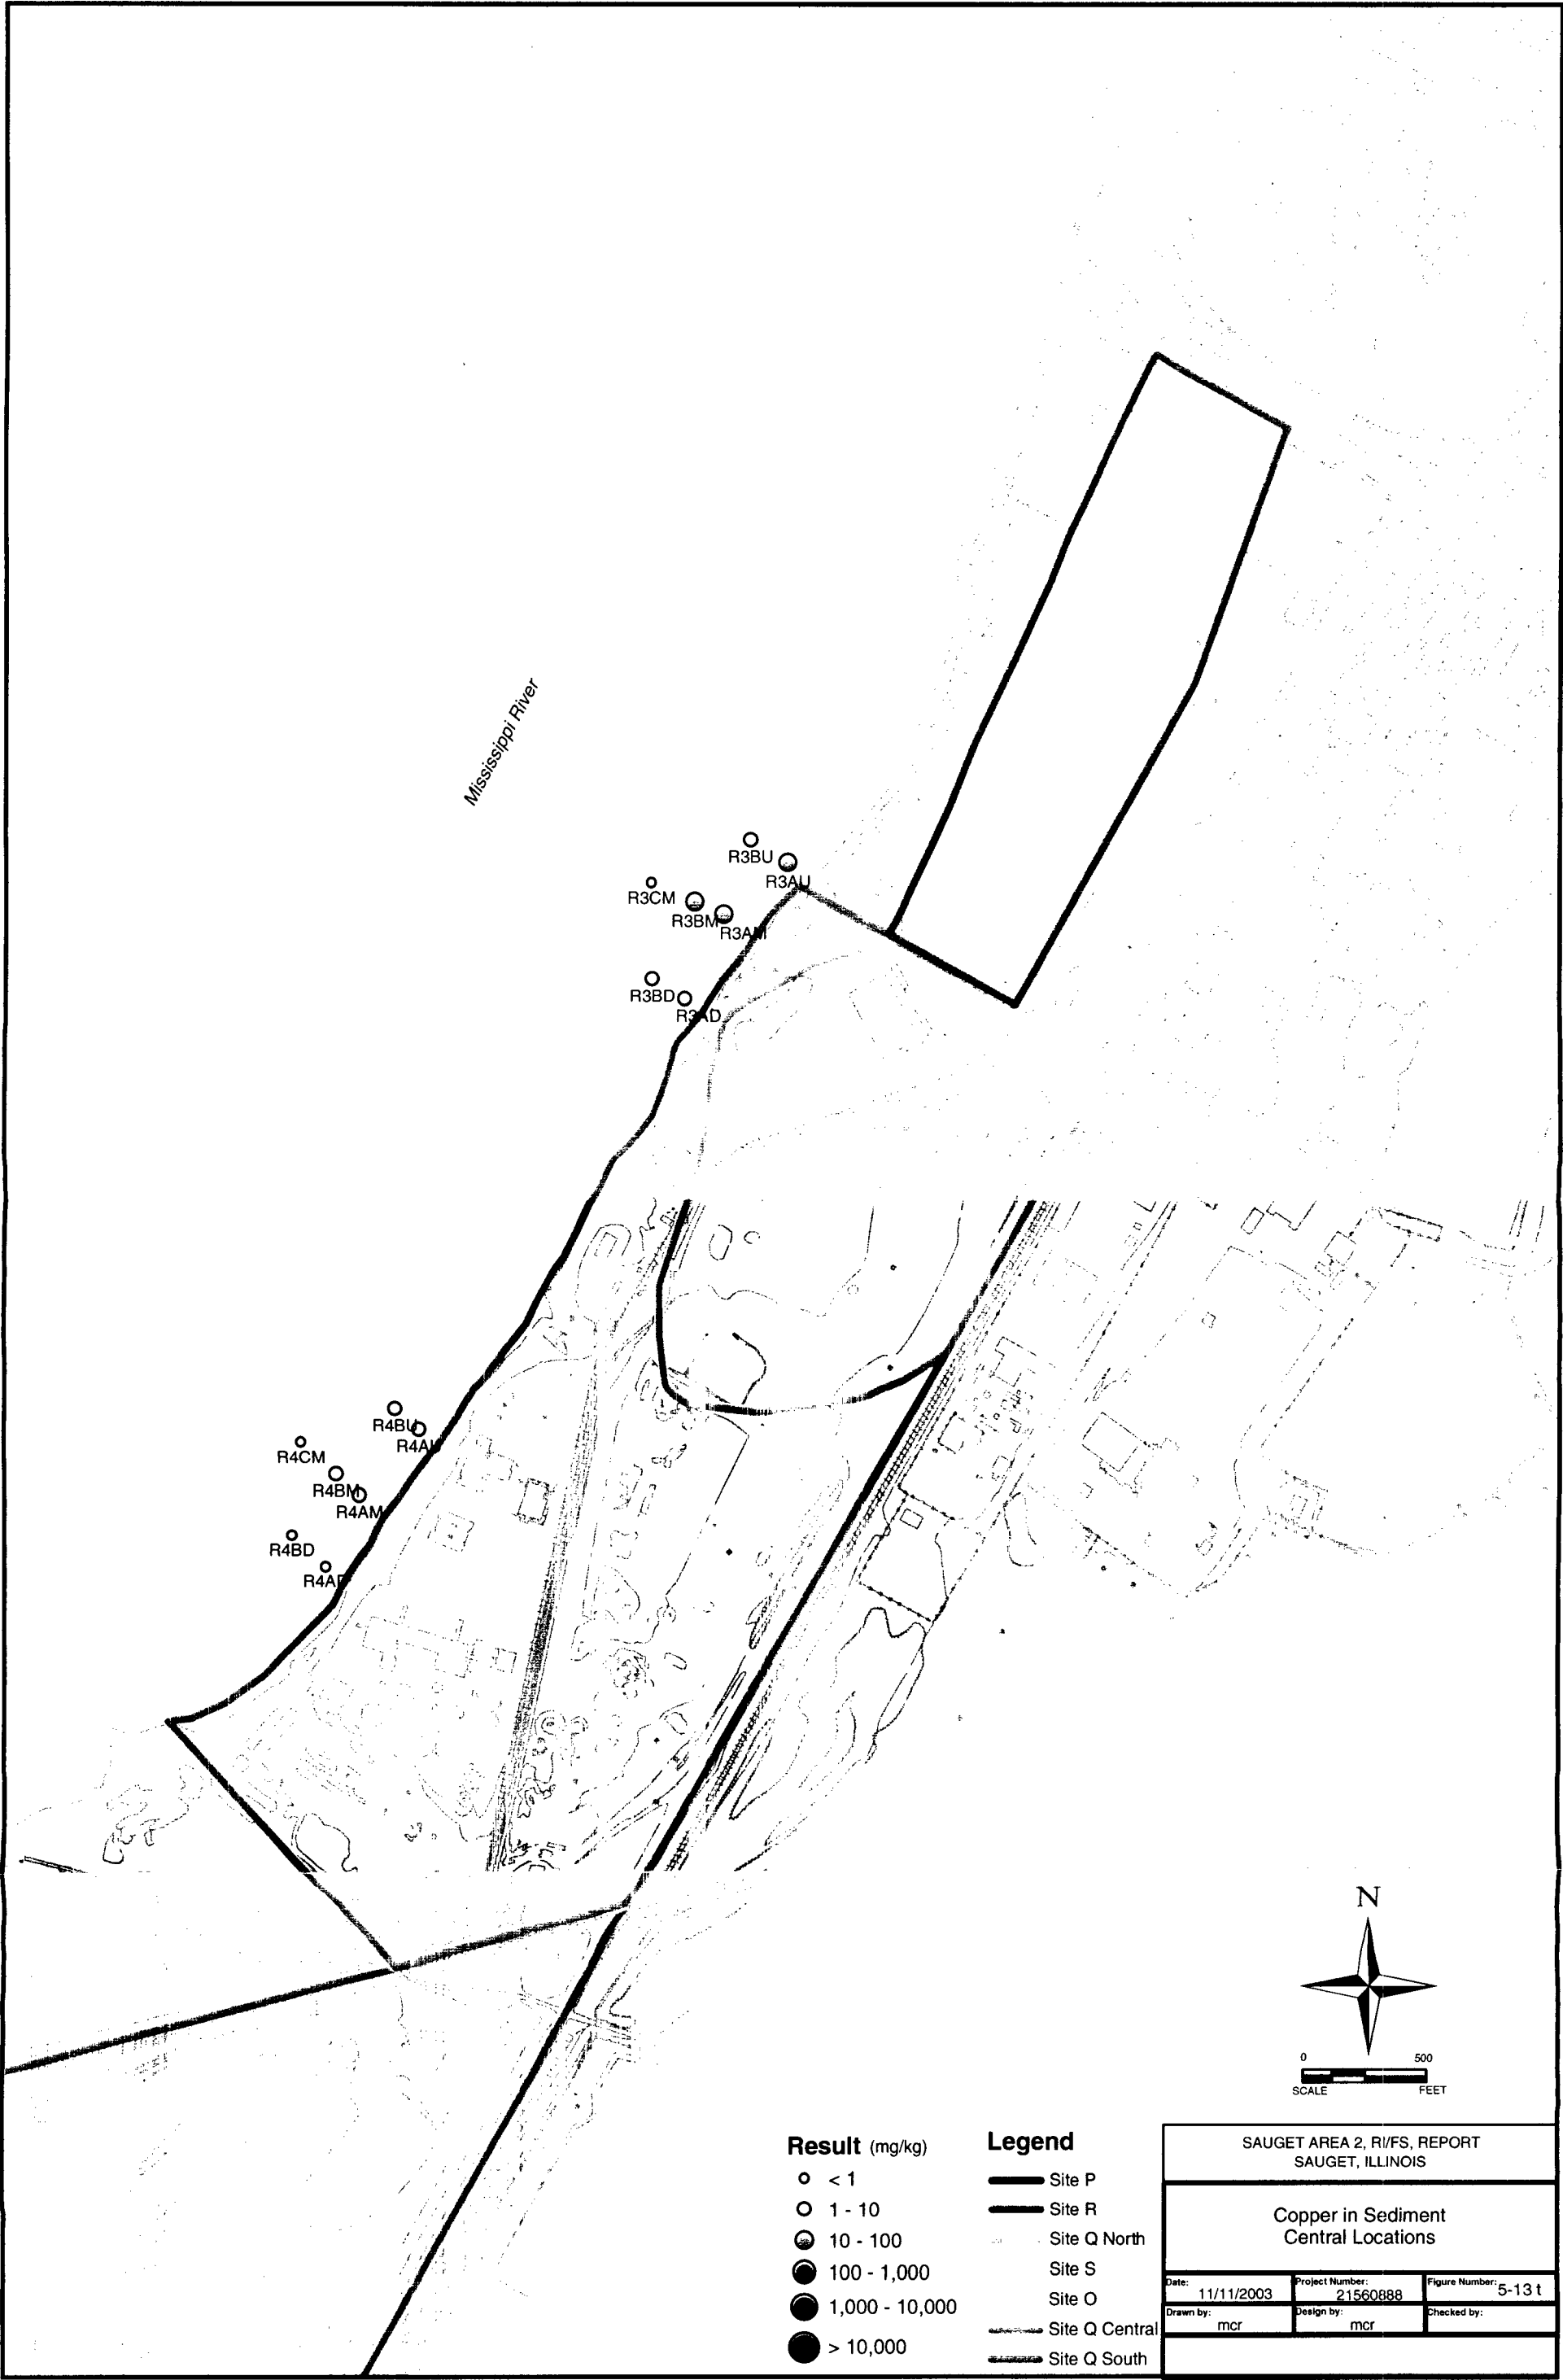 Mississippi River
R3BU
R3AU
R3CM
R3BM
R3AM
R3BD
R3AD
R4BU
R4CM
R4BM
R4AM
R4BD
N
0 500
SCALE FEET
Result (mg/kg)
< 1
1 - 10
10 - 100
100 - 1,000
1,000 - 10,000
> 10,000
Legend
Site P
Site R
Site Q North
Site S
Site O
Site Q Central
Site Q South
SAUGET AREA 2, RI/FS, REPORT
SAUGET, ILLINOIS
Copper in Sediment
Central Locations
Date: 11/11/2003
Project Number: 21560888
Figure Number: 5-13 t
Drawn by: mcr
Design by: mcr
Checked by: